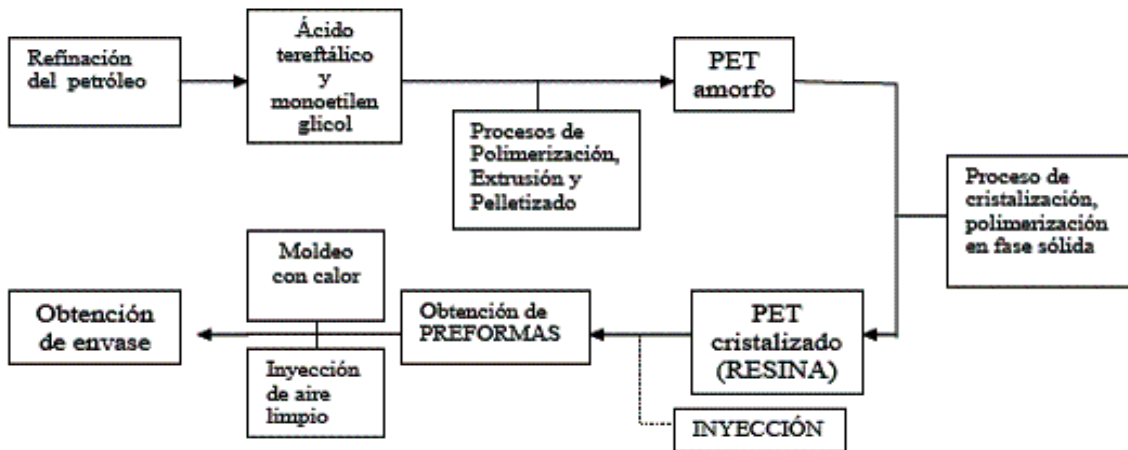 Refinación
del petróleo
Ácido
tereftálico
y
monoetilen
glicol
Procesos de
Polimerización,
Extrusión y
Pelletizado
PET
amorfo
Proceso de
cristalización,
polimerización
en fase sólida
PET
cristalizado
(RESINA)
INYECCIÓN
Obtención de
PREFORMAS
Moldeo
con calor
Inyección
de aire
limpio
Obtención
de envase